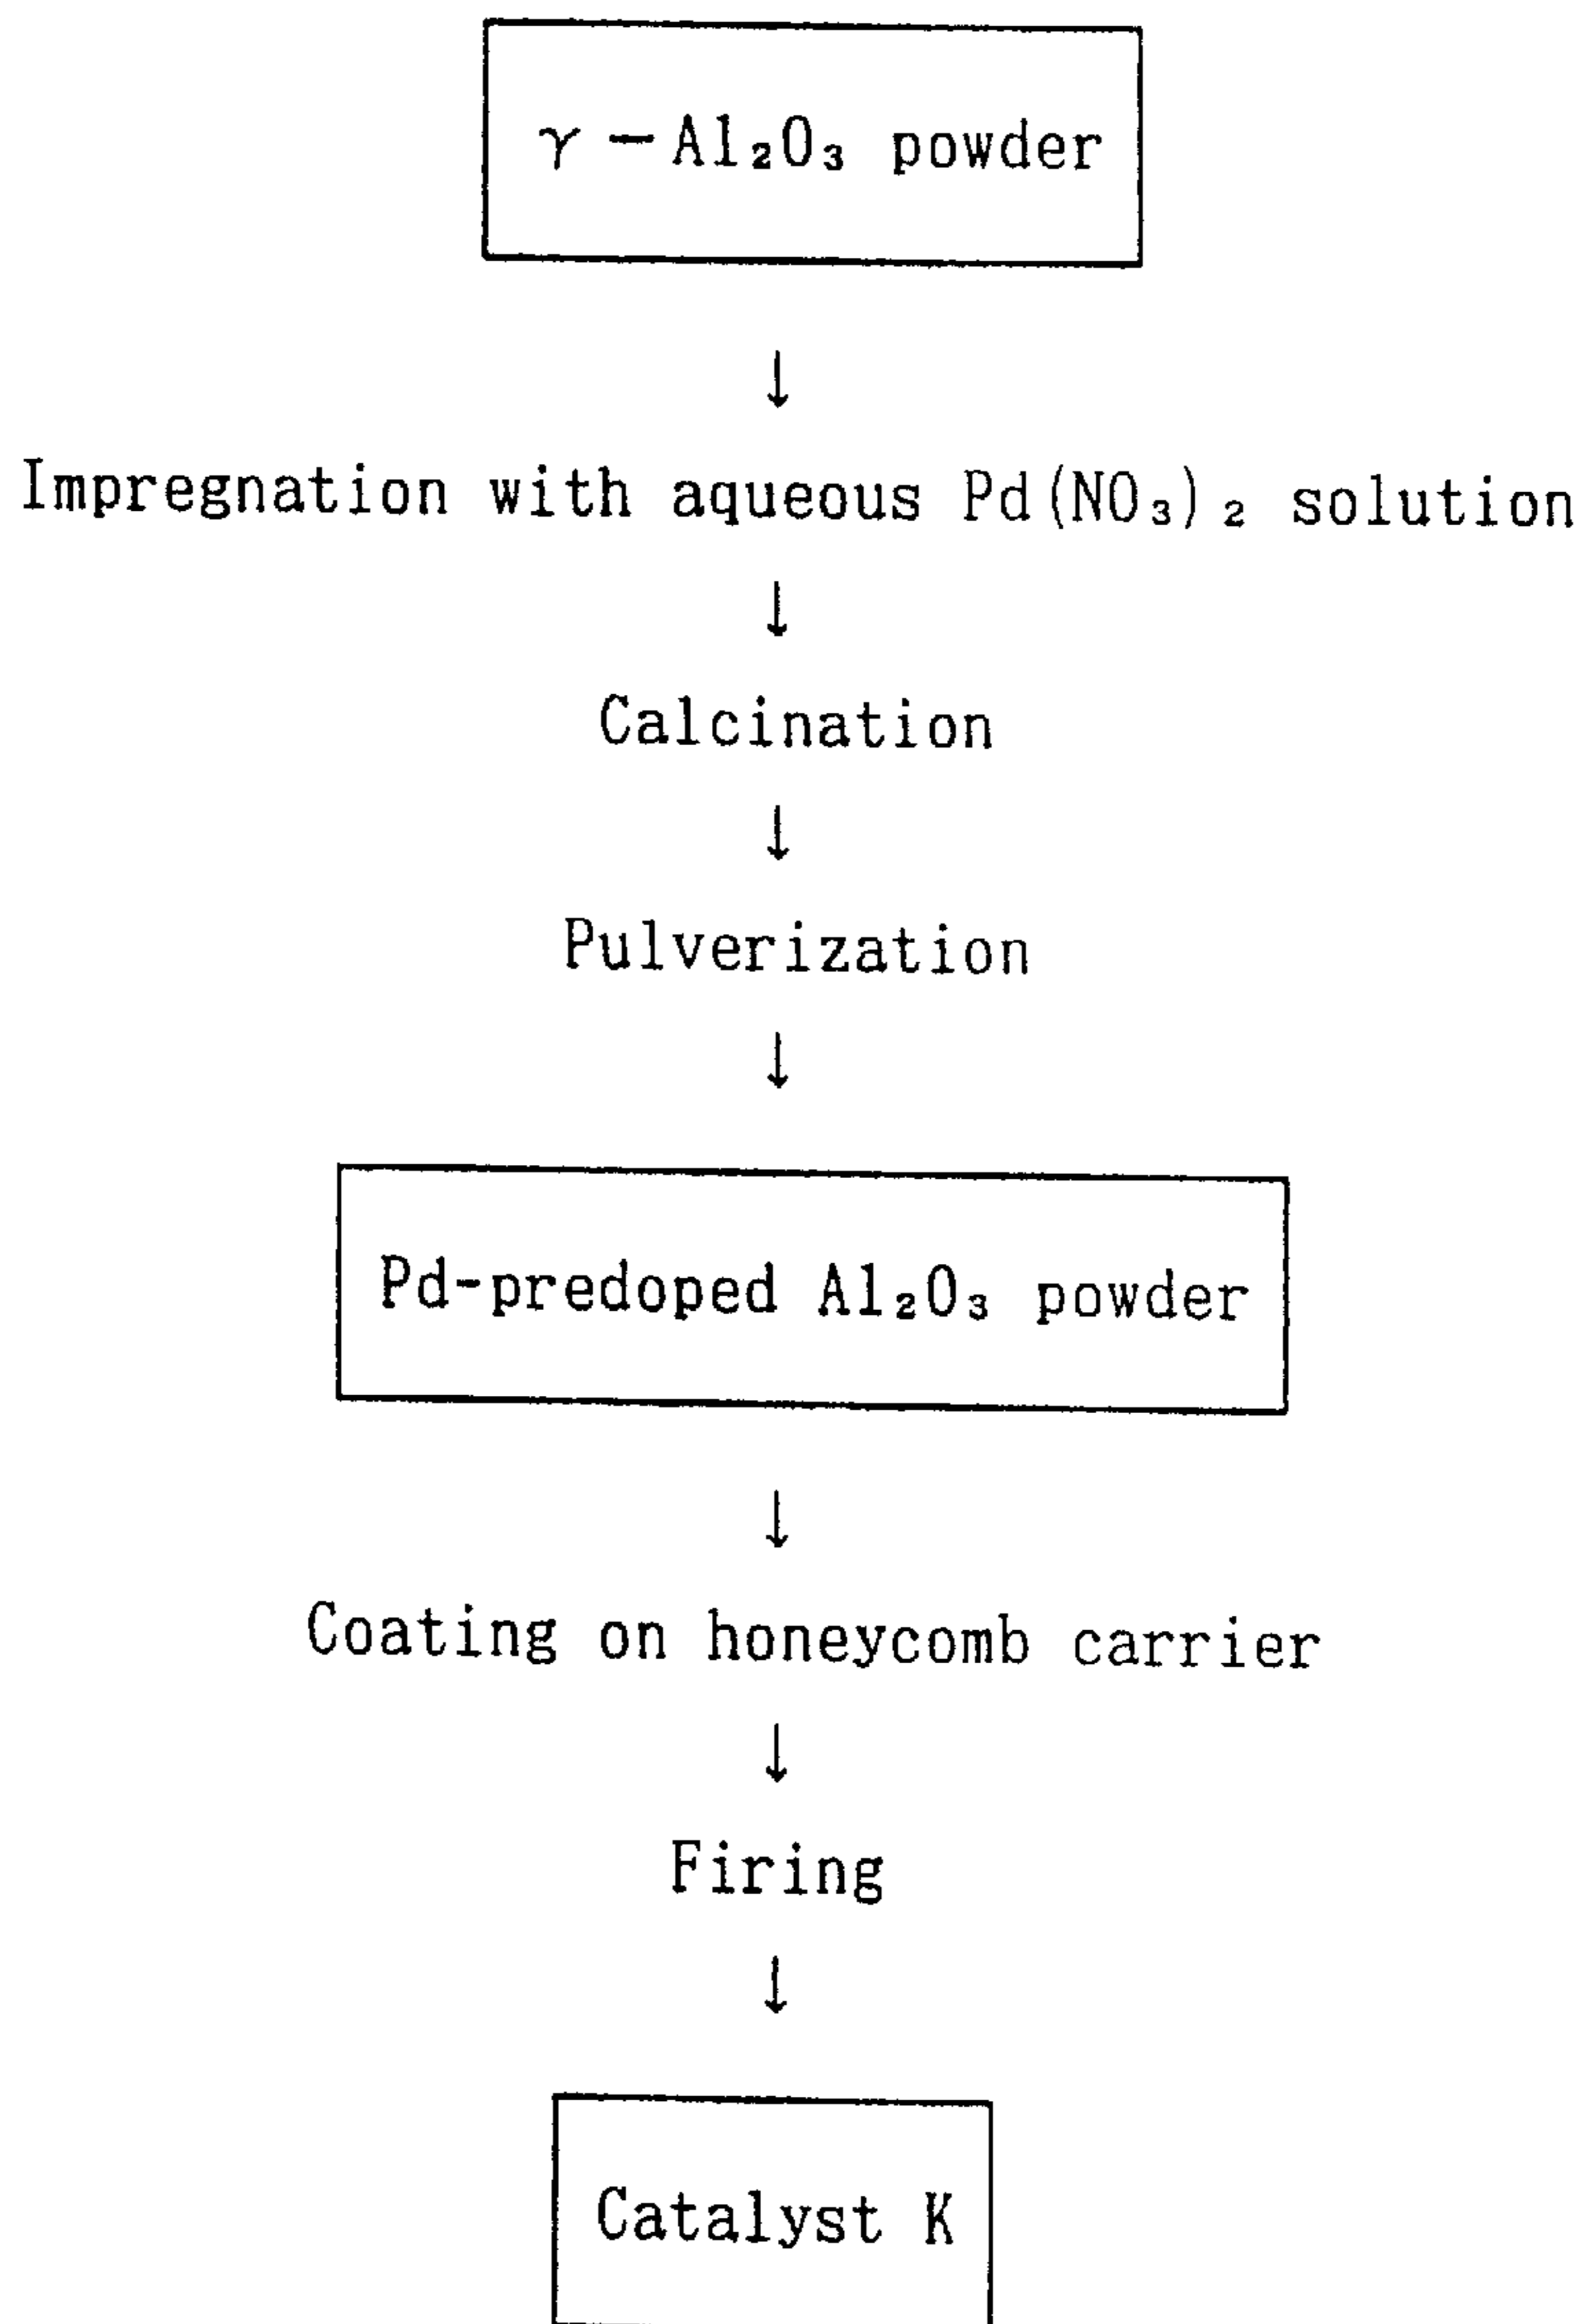 γ-Al₂O₃ powder
↓
Impregnation with aqueous Pd(NO₃)₂ solution
↓
Calcination
↓
Pulverization
↓
Pd-predoped Al₂O₃ powder
↓
Coating on honeycomb carrier
↓
Firing
↓
Catalyst K